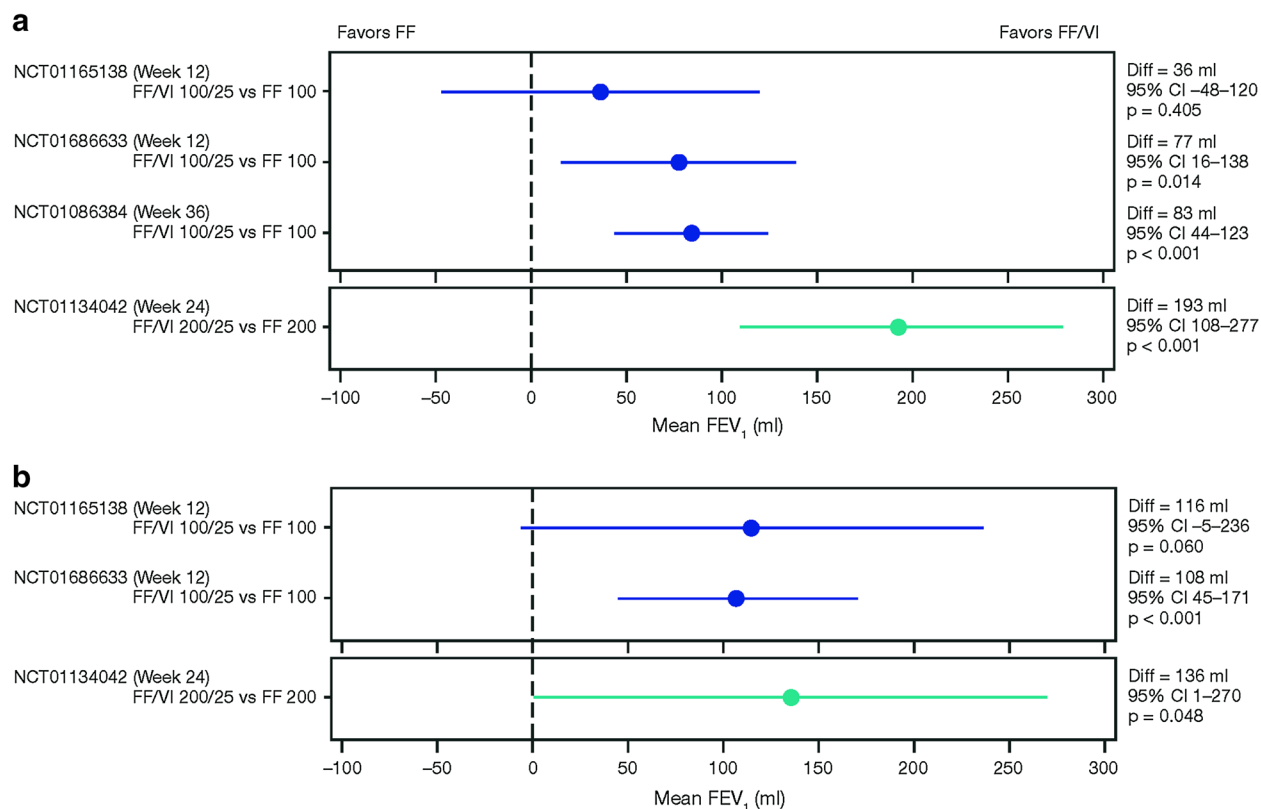 a
Favors FF
Favors FF/VI
NCT01165138 (Week 12)
FF/VI 100/25 vs FF 100
Diff = 36 ml
95% CI –48–120
p = 0.405
NCT01686633 (Week 12)
FF/VI 100/25 vs FF 100
Diff = 77 ml
95% CI 16–138
p = 0.014
NCT01086384 (Week 36)
FF/VI 100/25 vs FF 100
Diff = 83 ml
95% CI 44–123
p < 0.001
NCT01134042 (Week 24)
FF/VI 200/25 vs FF 200
Diff = 193 ml
95% CI 108–277
p < 0.001
–100 –50 0 50 100 150 200 250 300
Mean FEV₁ (ml)
b
NCT01165138 (Week 12)
FF/VI 100/25 vs FF 100
Diff = 116 ml
95% CI –5–236
p = 0.060
NCT01686633 (Week 12)
FF/VI 100/25 vs FF 100
Diff = 108 ml
95% CI 45–171
p < 0.001
NCT01134042 (Week 24)
FF/VI 200/25 vs FF 200
Diff = 136 ml
95% CI 1–270
p = 0.048
–100 –50 0 50 100 150 200 250 300
Mean FEV₁ (ml)